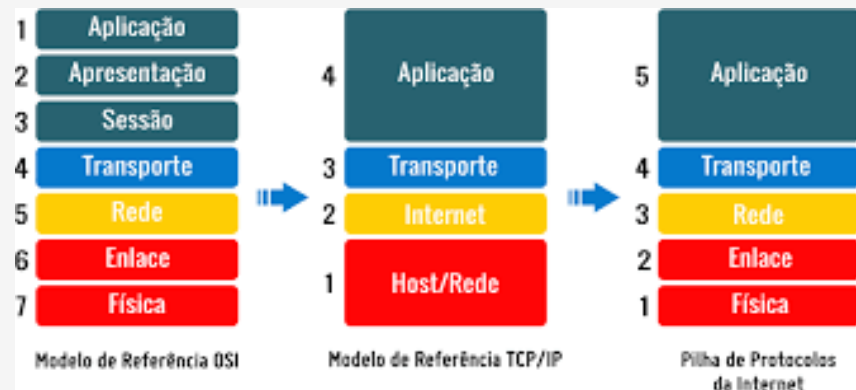 1 Aplicação
2 Apresentação
3 Sessão
4 Transporte
5 Rede
6 Enlace
7 Física
Modelo de Referência OSI
4 Aplicação
3 Transporte
2 Internet
1 Host/Rede
Modelo de Referência TCP/IP
5 Aplicação
4 Transporte
3 Rede
2 Enlace
1 Física
Pilha de Protocolos
da Internet